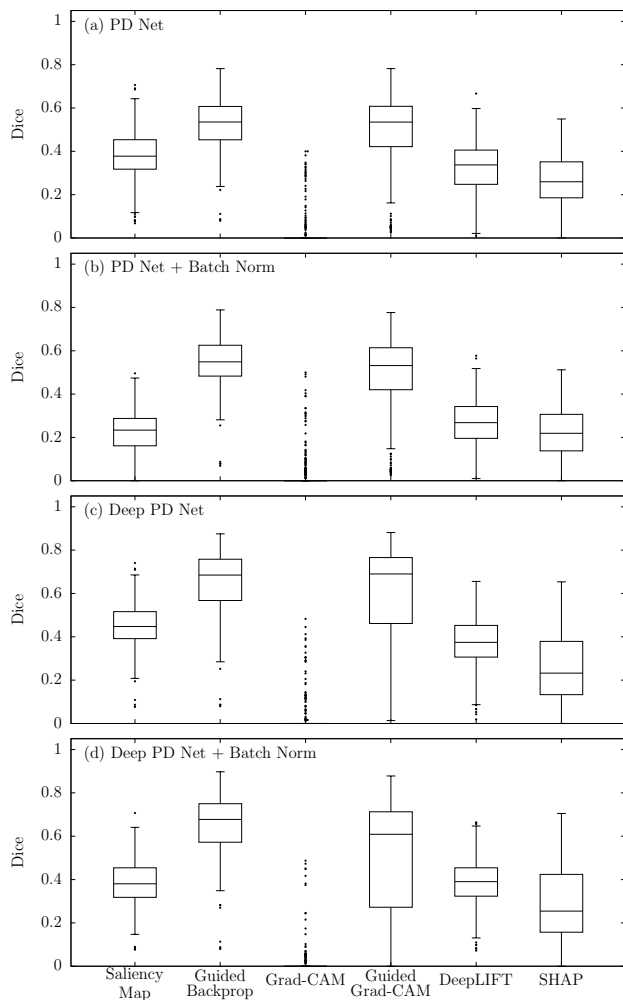 (a) PD Net
1
0.8
0.6
0.4
0.2
0
Dice
(b) PD Net + Batch Norm
1
0.8
0.6
0.4
0.2
0
Dice
(c) Deep PD Net
1
0.8
0.6
0.4
0.2
0
Dice
(d) Deep PD Net + Batch Norm
1
0.8
0.6
0.4
0.2
0
Dice
Saliency
Map
Guided
Backprop
Grad-CAM
Guided
Grad-CAM
DeepLIFT
SHAP